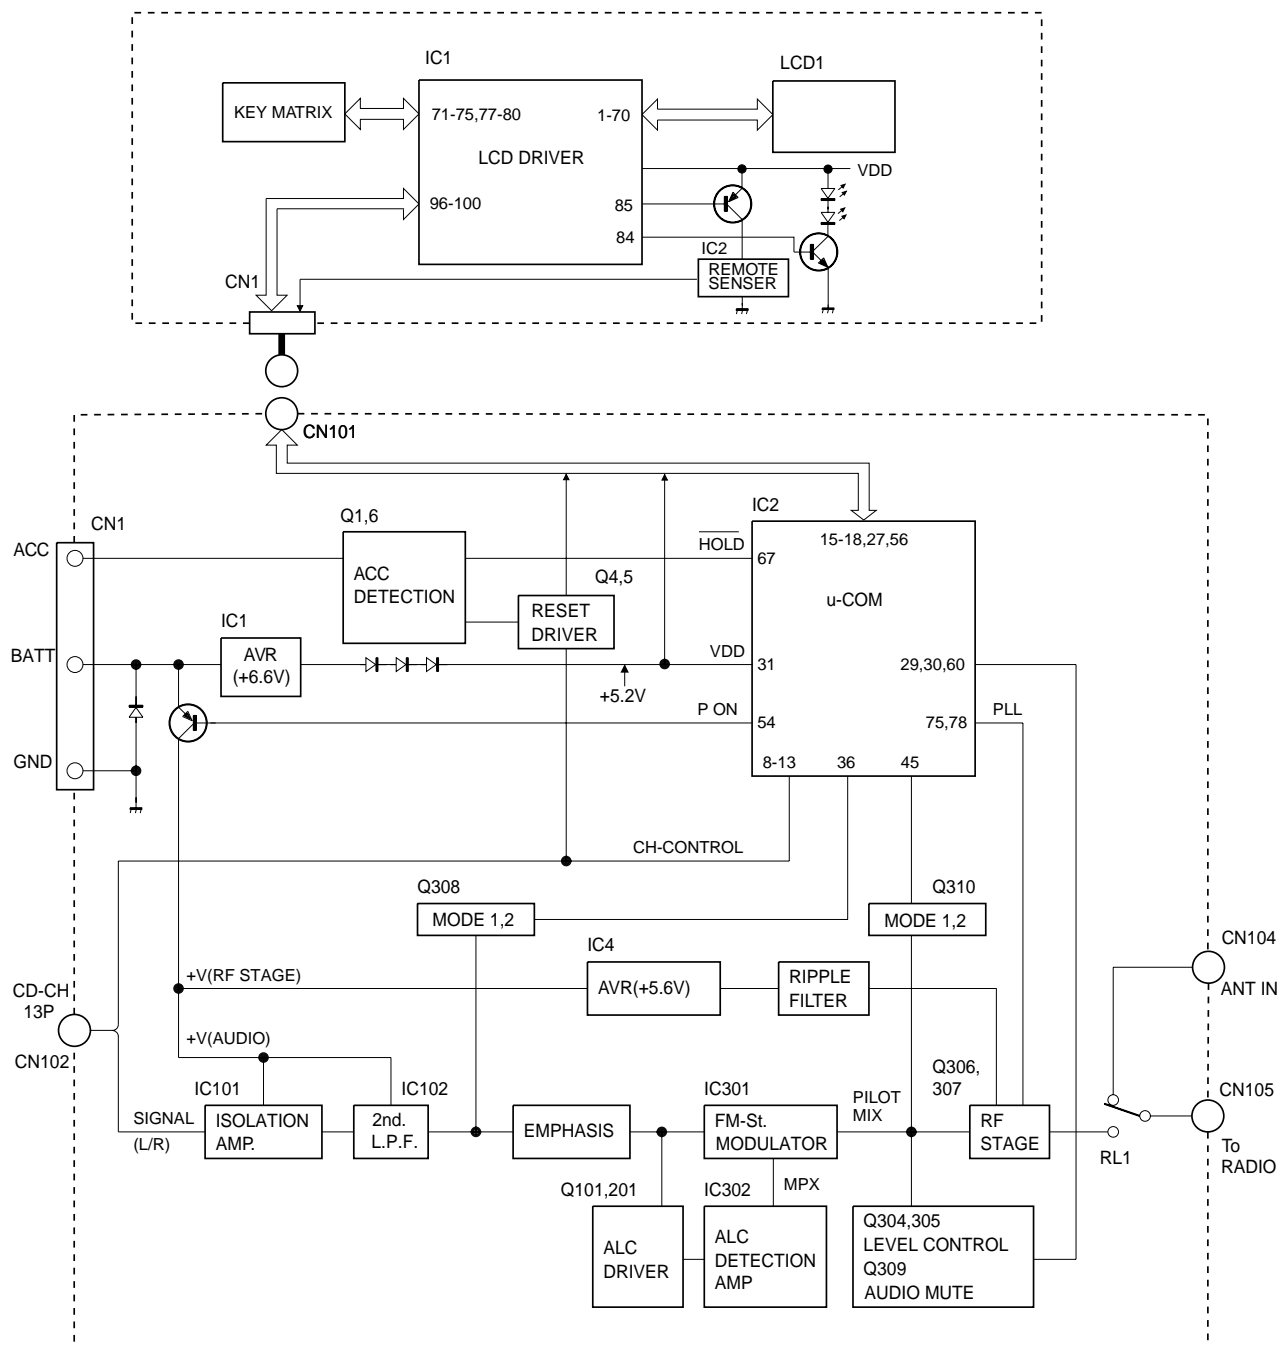 IC1
LCD1
KEY MATRIX
71-75,77-80
1-70
LCD DRIVER
VDD
96-100
85
84
IC2
REMOTE
SENSER
CN1
CN101
CN1
Q1,6
IC2
ACC
HOLD
15-18,27,56
67
ACC
DETECTION
Q4,5
u-COM
RESET
DRIVER
IC1
BATT
AVR
(+6.6V)
VDD
31
29,30,60
+5.2V
P ON
54
75,78
PLL
GND
8-13
36
45
CH-CONTROL
Q308
Q310
MODE 1,2
MODE 1,2
CN104
IC4
+V(RF STAGE)
AVR(+5.6V)
RIPPLE
FILTER
ANT IN
CD-CH
13P
+V(AUDIO)
CN102
IC101
IC102
IC301
Q306,
307
CN105
SIGNAL
(L/R)
ISOLATION
AMP.
2nd.
L.P.F.
EMPHASIS
FM-St.
MODULATOR
PILOT
MIX
RF
STAGE
RL1
To
RADIO
Q101,201
IC302
MPX
ALC
DRIVER
ALC
DETECTION
AMP
Q304,305
LEVEL CONTROL
Q309
AUDIO MUTE